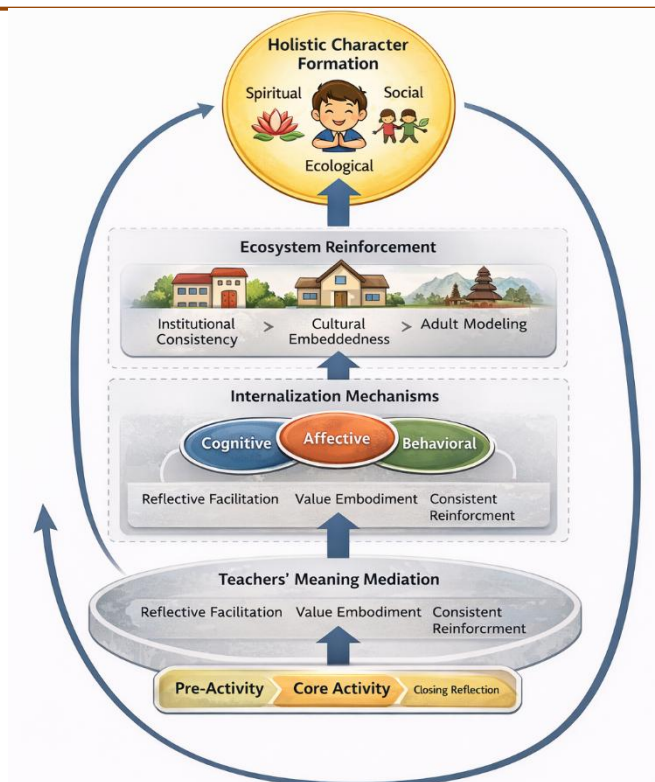 Holistic Character
Formation
Spiritual
Social
Ecological
Ecosystem Reinforcement
Institutional
Consistency
>
Cultural
Embeddedness
>
Adult Modeling
Internalization Mechanisms
Cognitive
Affective
Behavioral
Reflective Facilitation
Value Embodiment
Consistent
Reinforcment
Teachers' Meaning Mediation
Reflective Facilitation
Value Embodiment
Consistent
Reinforcrment
Pre-Activity
Core Activity
Closing Reflection